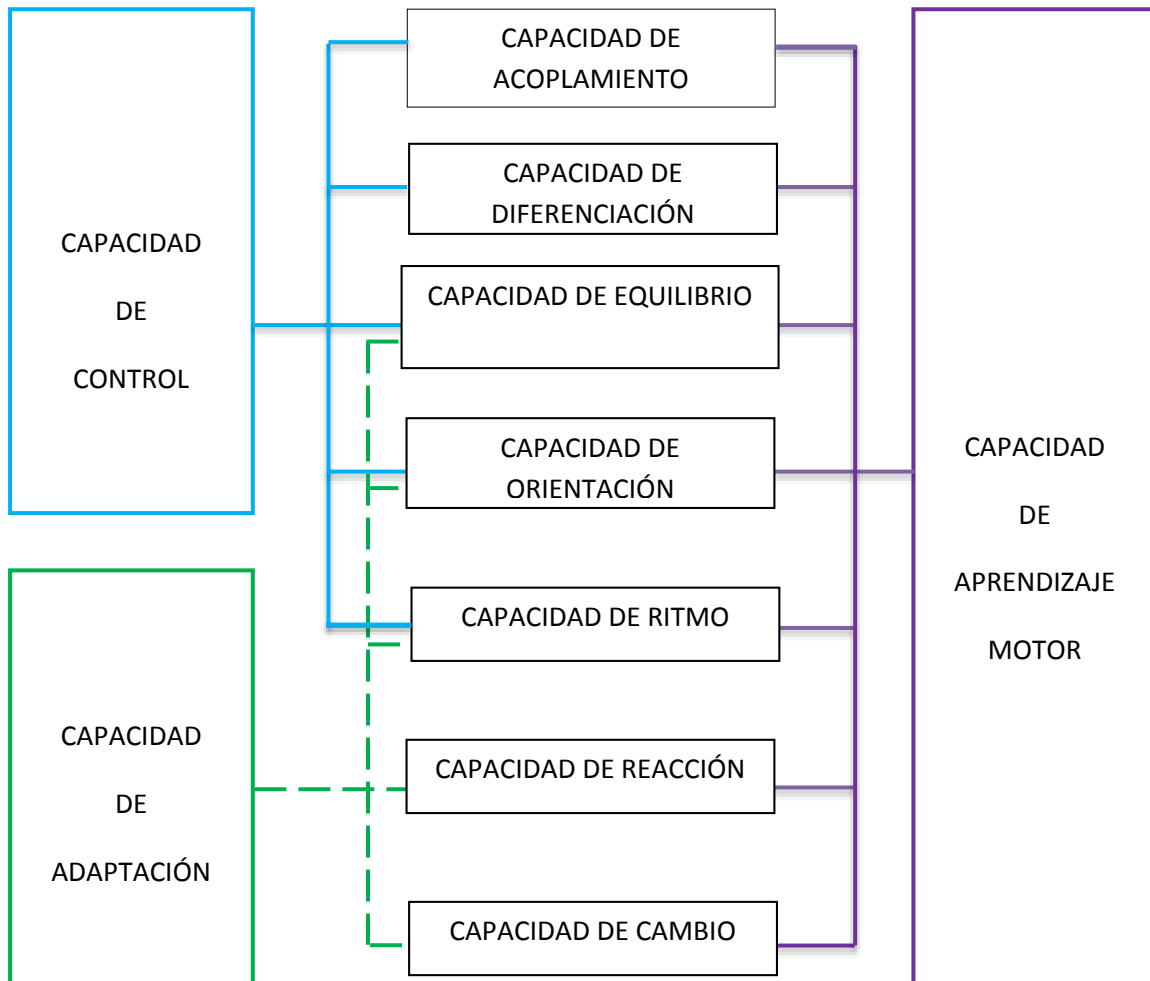 CAPACIDAD
DE
CONTROL
CAPACIDAD
DE
ADAPTACIÓN
CAPACIDAD DE
ACOPLAMIENTO
CAPACIDAD DE
DIFERENCIACIÓN
CAPACIDAD DE EQUILIBRIO
CAPACIDAD DE
ORIENTACIÓN
CAPACIDAD DE RITMO
CAPACIDAD DE REACCIÓN
CAPACIDAD DE CAMBIO
CAPACIDAD
DE
APRENDIZAJE
MOTOR